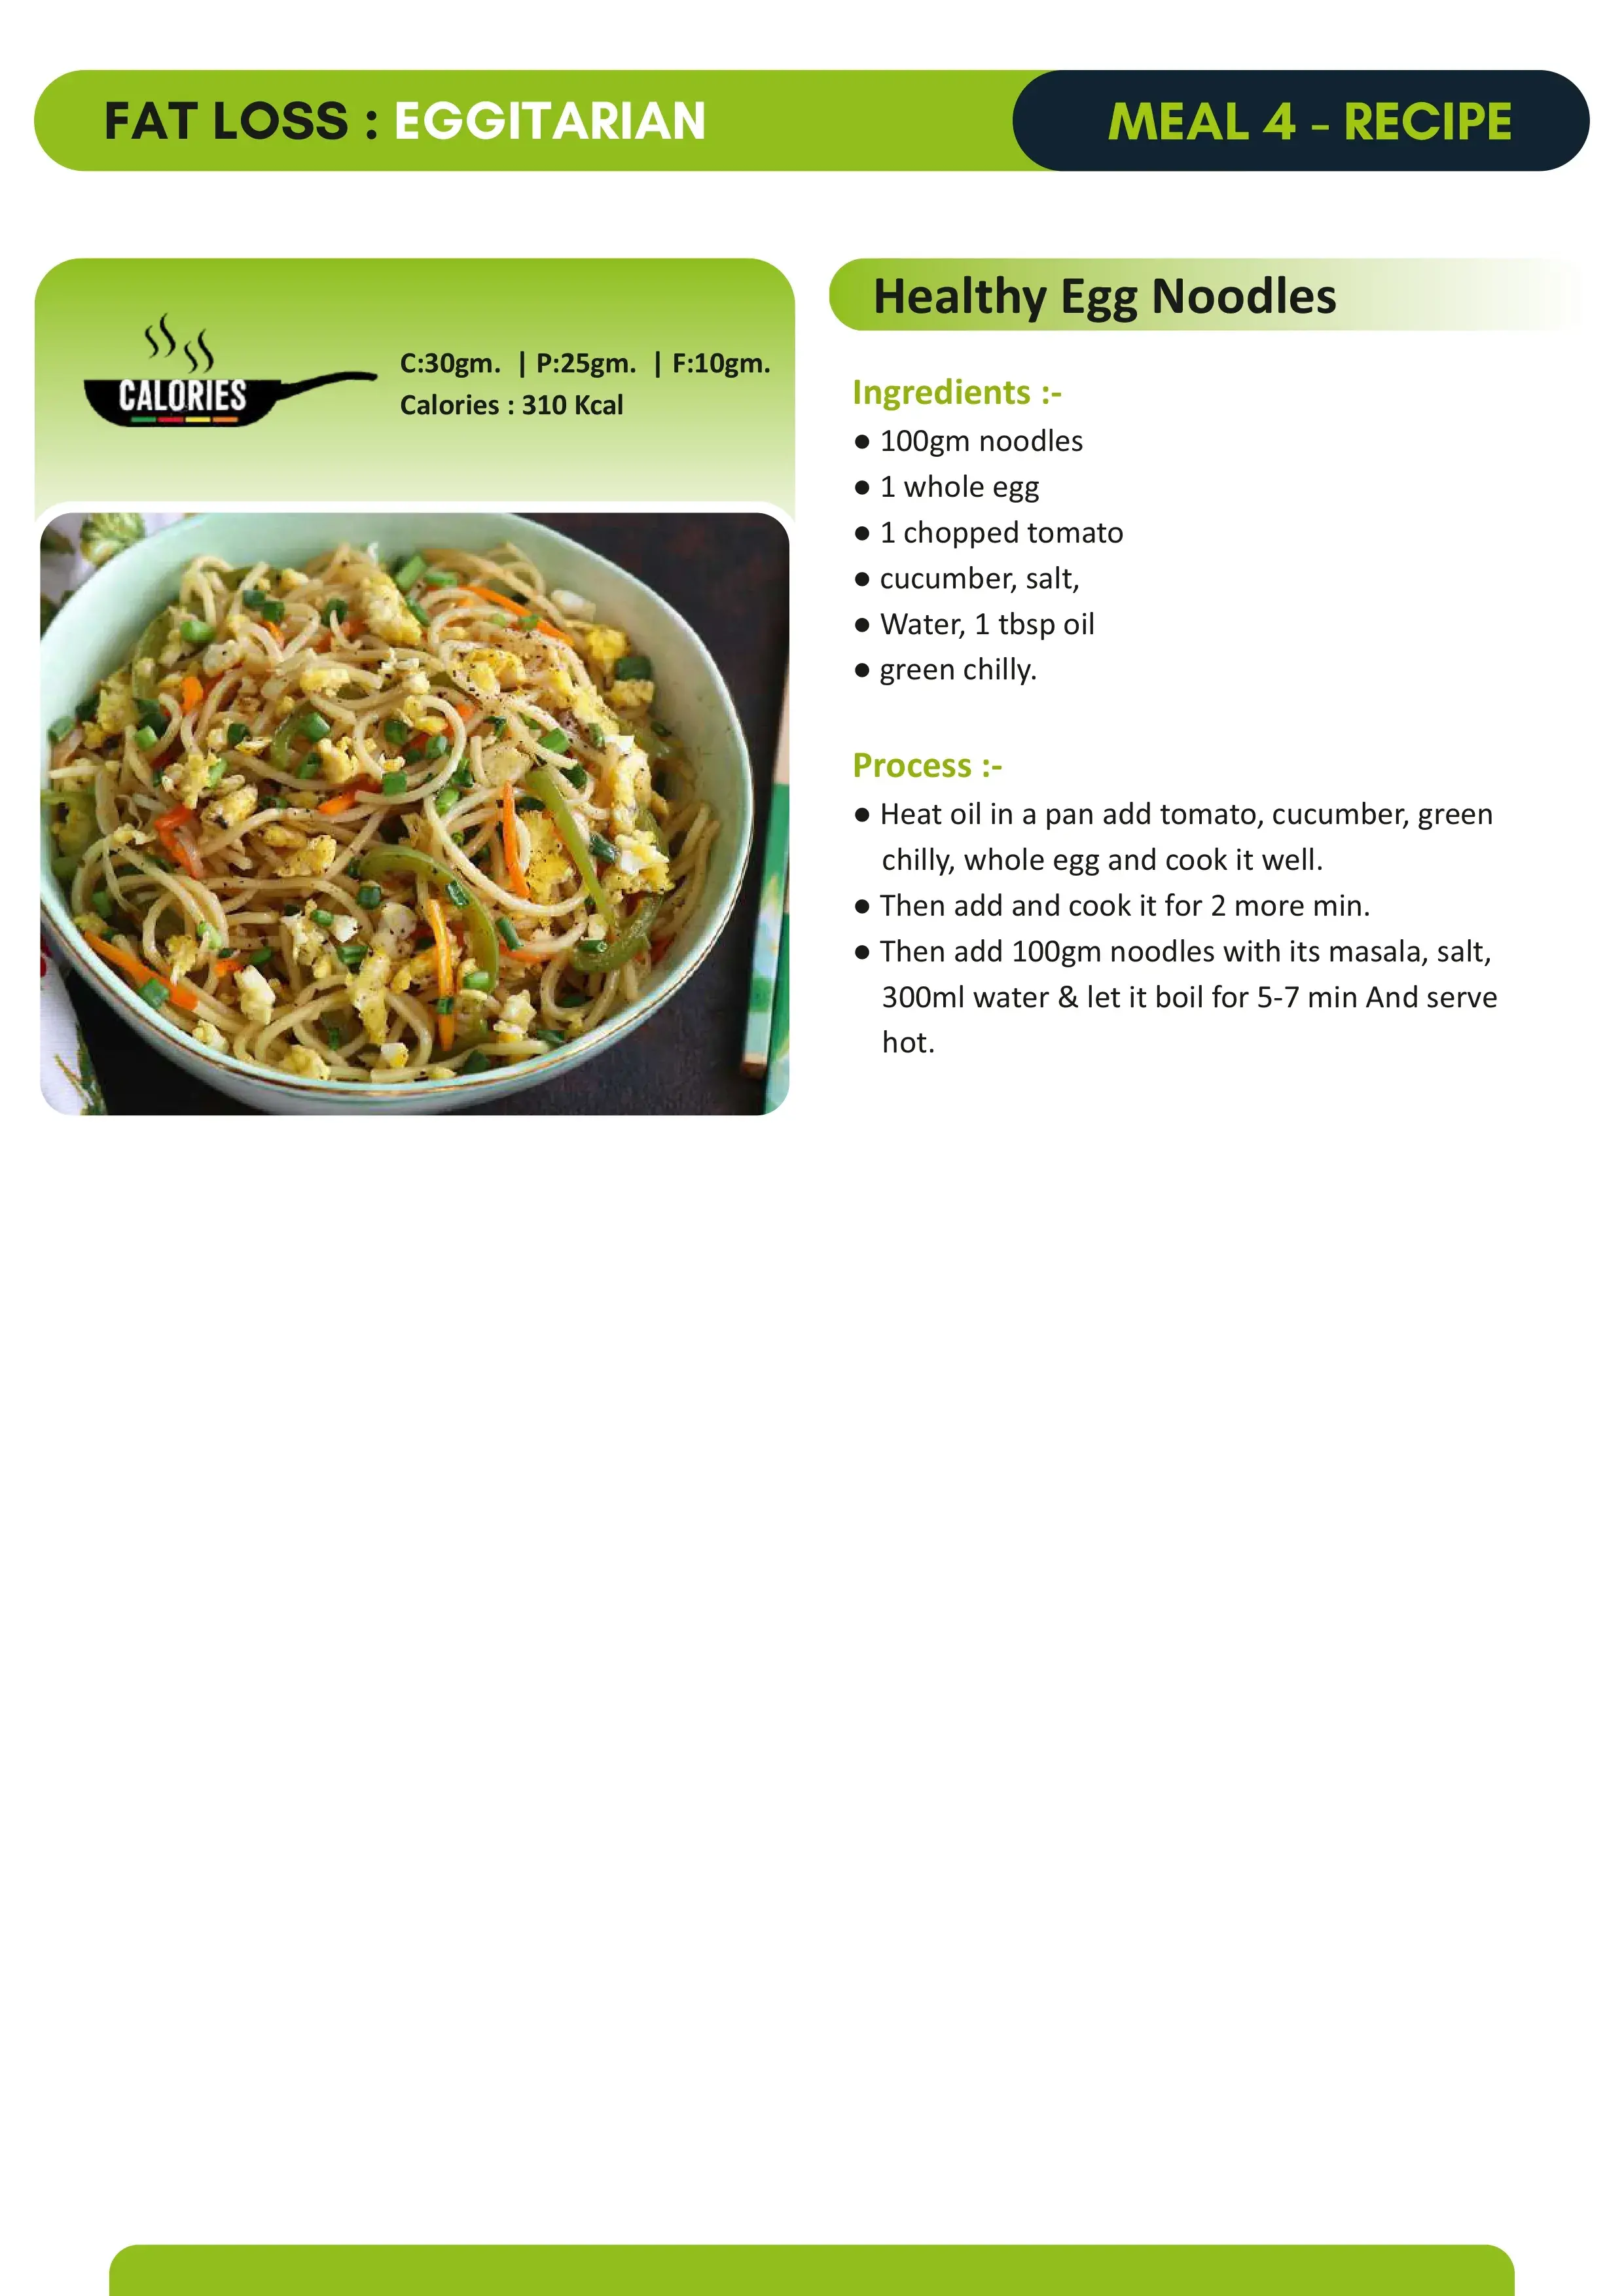 FAT LOSS : EGGITARIAN
MEAL 4 - RECIPE
CALORIES
C:30gm. | P:25gm. | F:10gm.
Calories : 310 Kcal
Healthy Egg Noodles
Ingredients :-
● 100gm noodles
● 1 whole egg
● 1 chopped tomato
● cucumber, salt,
● Water, 1 tbsp oil
● green chilly.
Process :-
● Heat oil in a pan add tomato, cucumber, green
chilly, whole egg and cook it well.
● Then add and cook it for 2 more min.
● Then add 100gm noodles with its masala, salt,
300ml water & let it boil for 5-7 min And serve
hot.